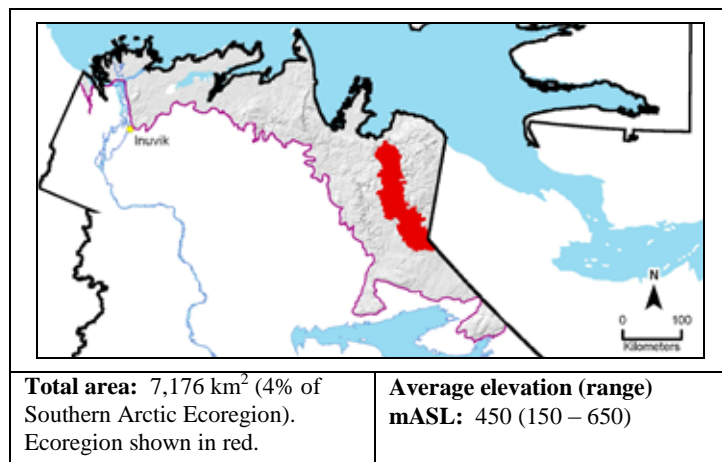 Inuvik
N
0 100
Kilometers
Total area: 7,176 km² (4% of
Southern Arctic Ecoregion).
Ecoregion shown in red.
Average elevation (range)
mASL: 450 (150 – 650)